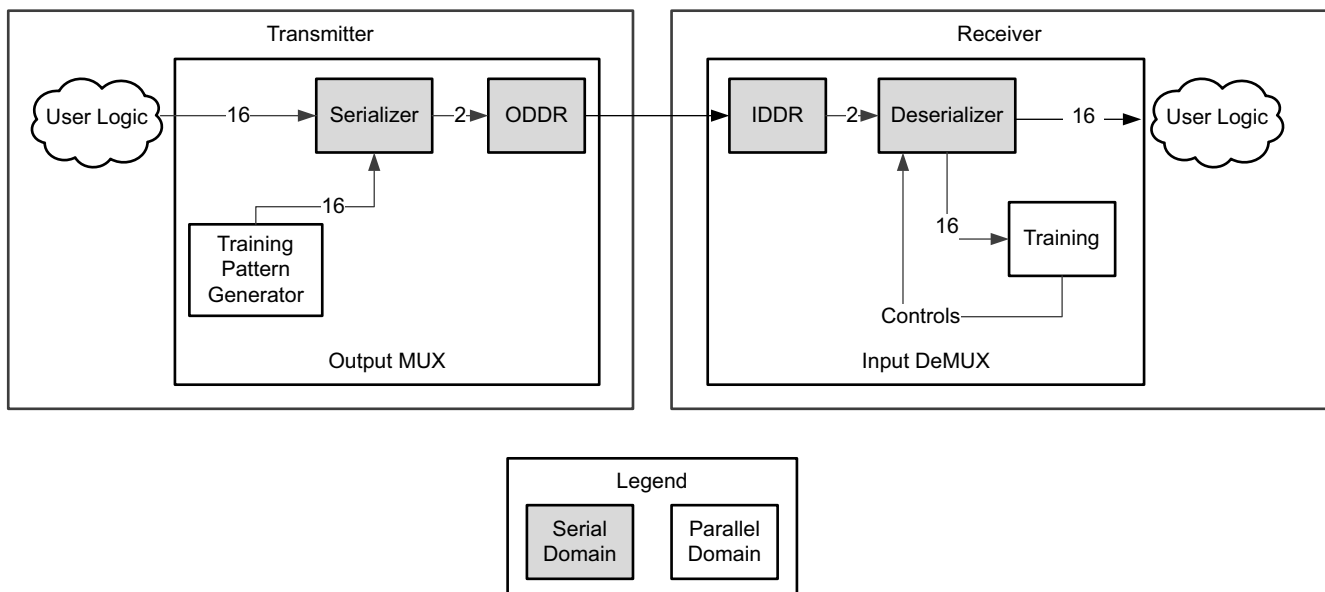 Transmitter
User Logic
16
Serializer
2
ODDR
16
Training
Pattern
Generator
Output MUX
Receiver
IDDR
2
Deserializer
16
User Logic
16
Training
Controls
Input DeMUX
Legend
Serial
Domain
Parallel
Domain